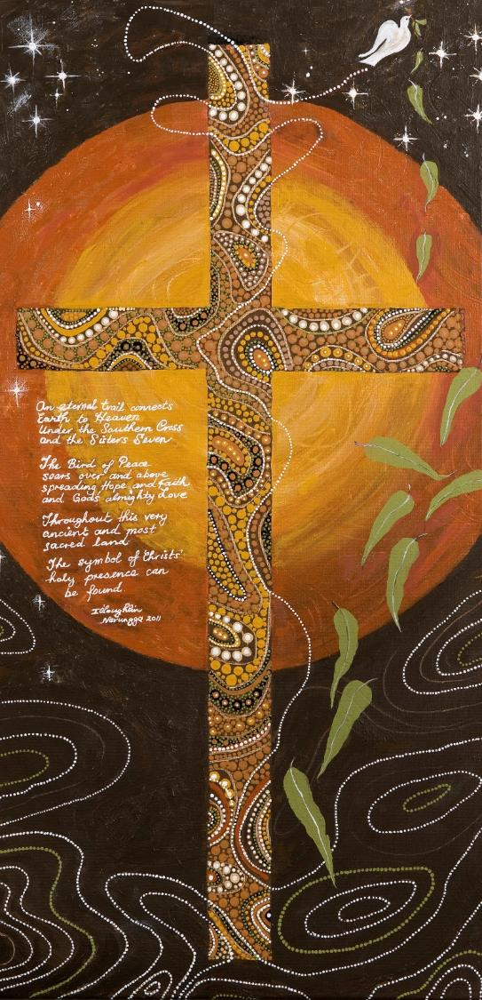 An eternal trail connects
Earth to Heaven
Under the Southern Cross
and the Sisters Seven
The Bird of Peace
soars over and above
spreading Hope and Faith
and Gods almighty Love
Throughout this very
ancient and most
sacred land
The symbol of Christs'
holy presence can
be found.
Nerungga 2011